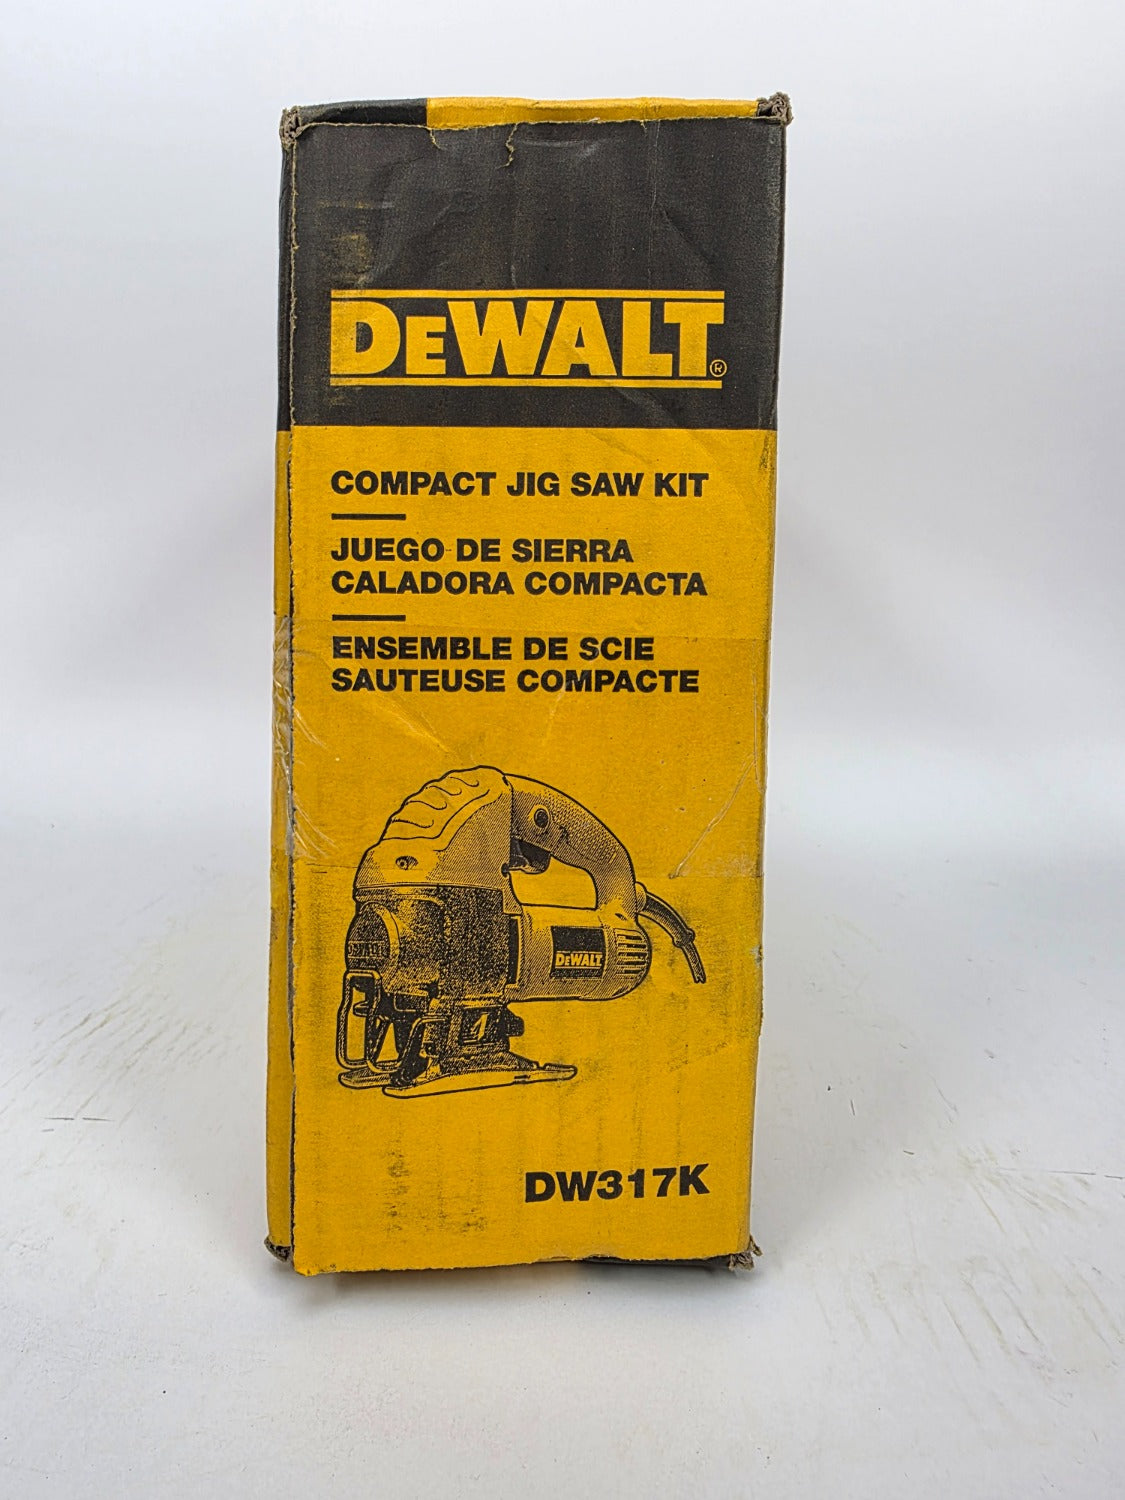 DEWALT®
COMPACT JIG SAW KIT
JUEGO DE SIERRA
CALADORA COMPACTA
ENSEMBLE DE SCIE
SAUTEUSE COMPACTE
DEWALT
DW317K